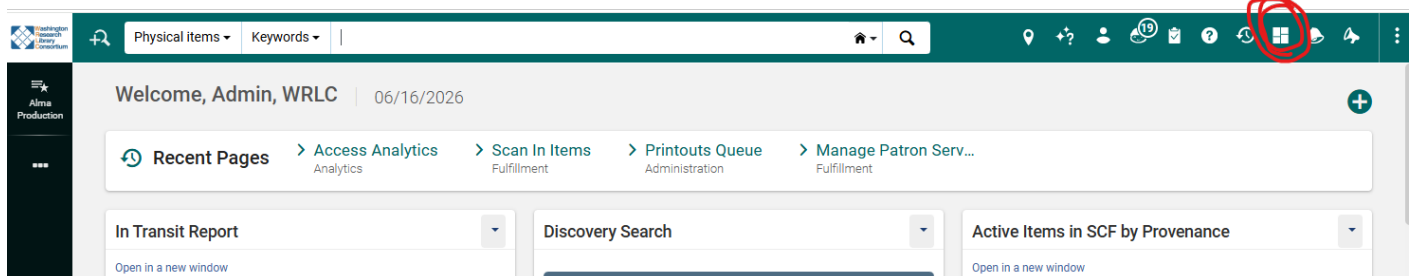 Washington
Research
Library
Consortium
Physical items
Keywords
19
Alma
Production
Welcome, Admin, WRLC
06/16/2026
Recent Pages
Access Analytics
Analytics
Scan In Items
Fulfillment
Printouts Queue
Administration
Manage Patron Serv...
Fulfillment
In Transit Report
Discovery Search
Active Items in SCF by Provenance
Open in a new window
Open in a new window